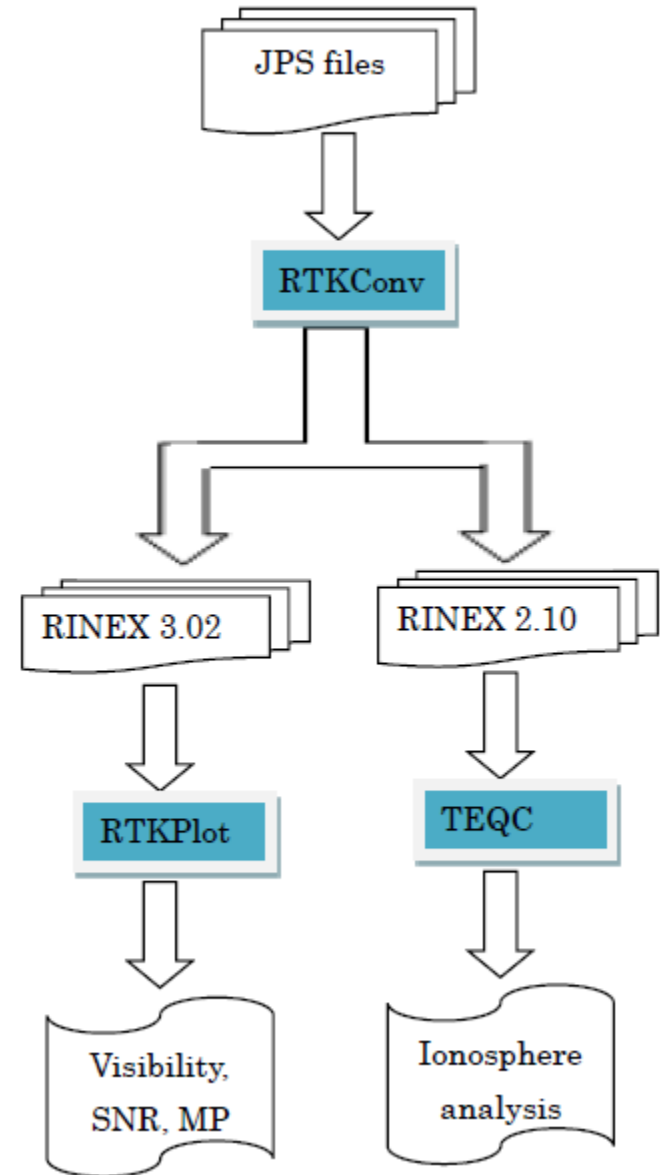 JPS files
RTKConv
RINEX 3.02
RINEX 2.10
RTKPlot
TEQC
Visibility,
SNR, MP
Ionosphere
analysis